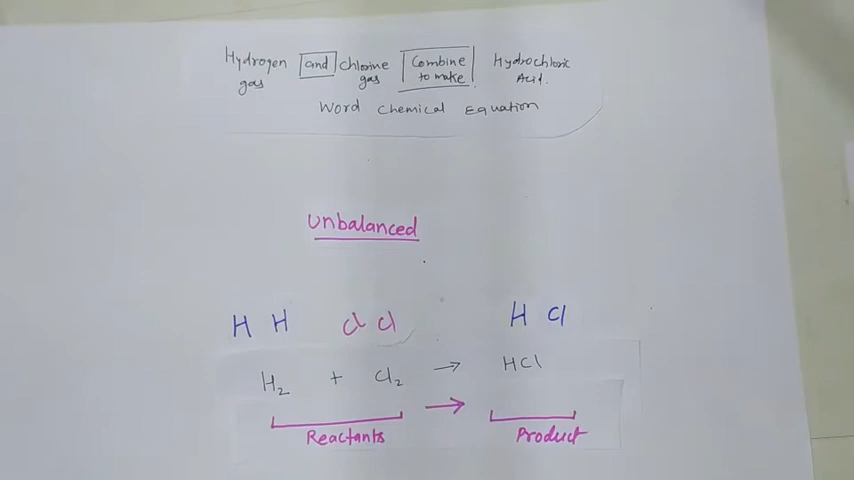 Hydrogen gas and chlorine gas Combine to make Hydrochloric Acid.
Word Chemical Equation
Unbalanced
H H Cl Cl H Cl
H₂ + Cl₂ → HCl
Reactants → Product